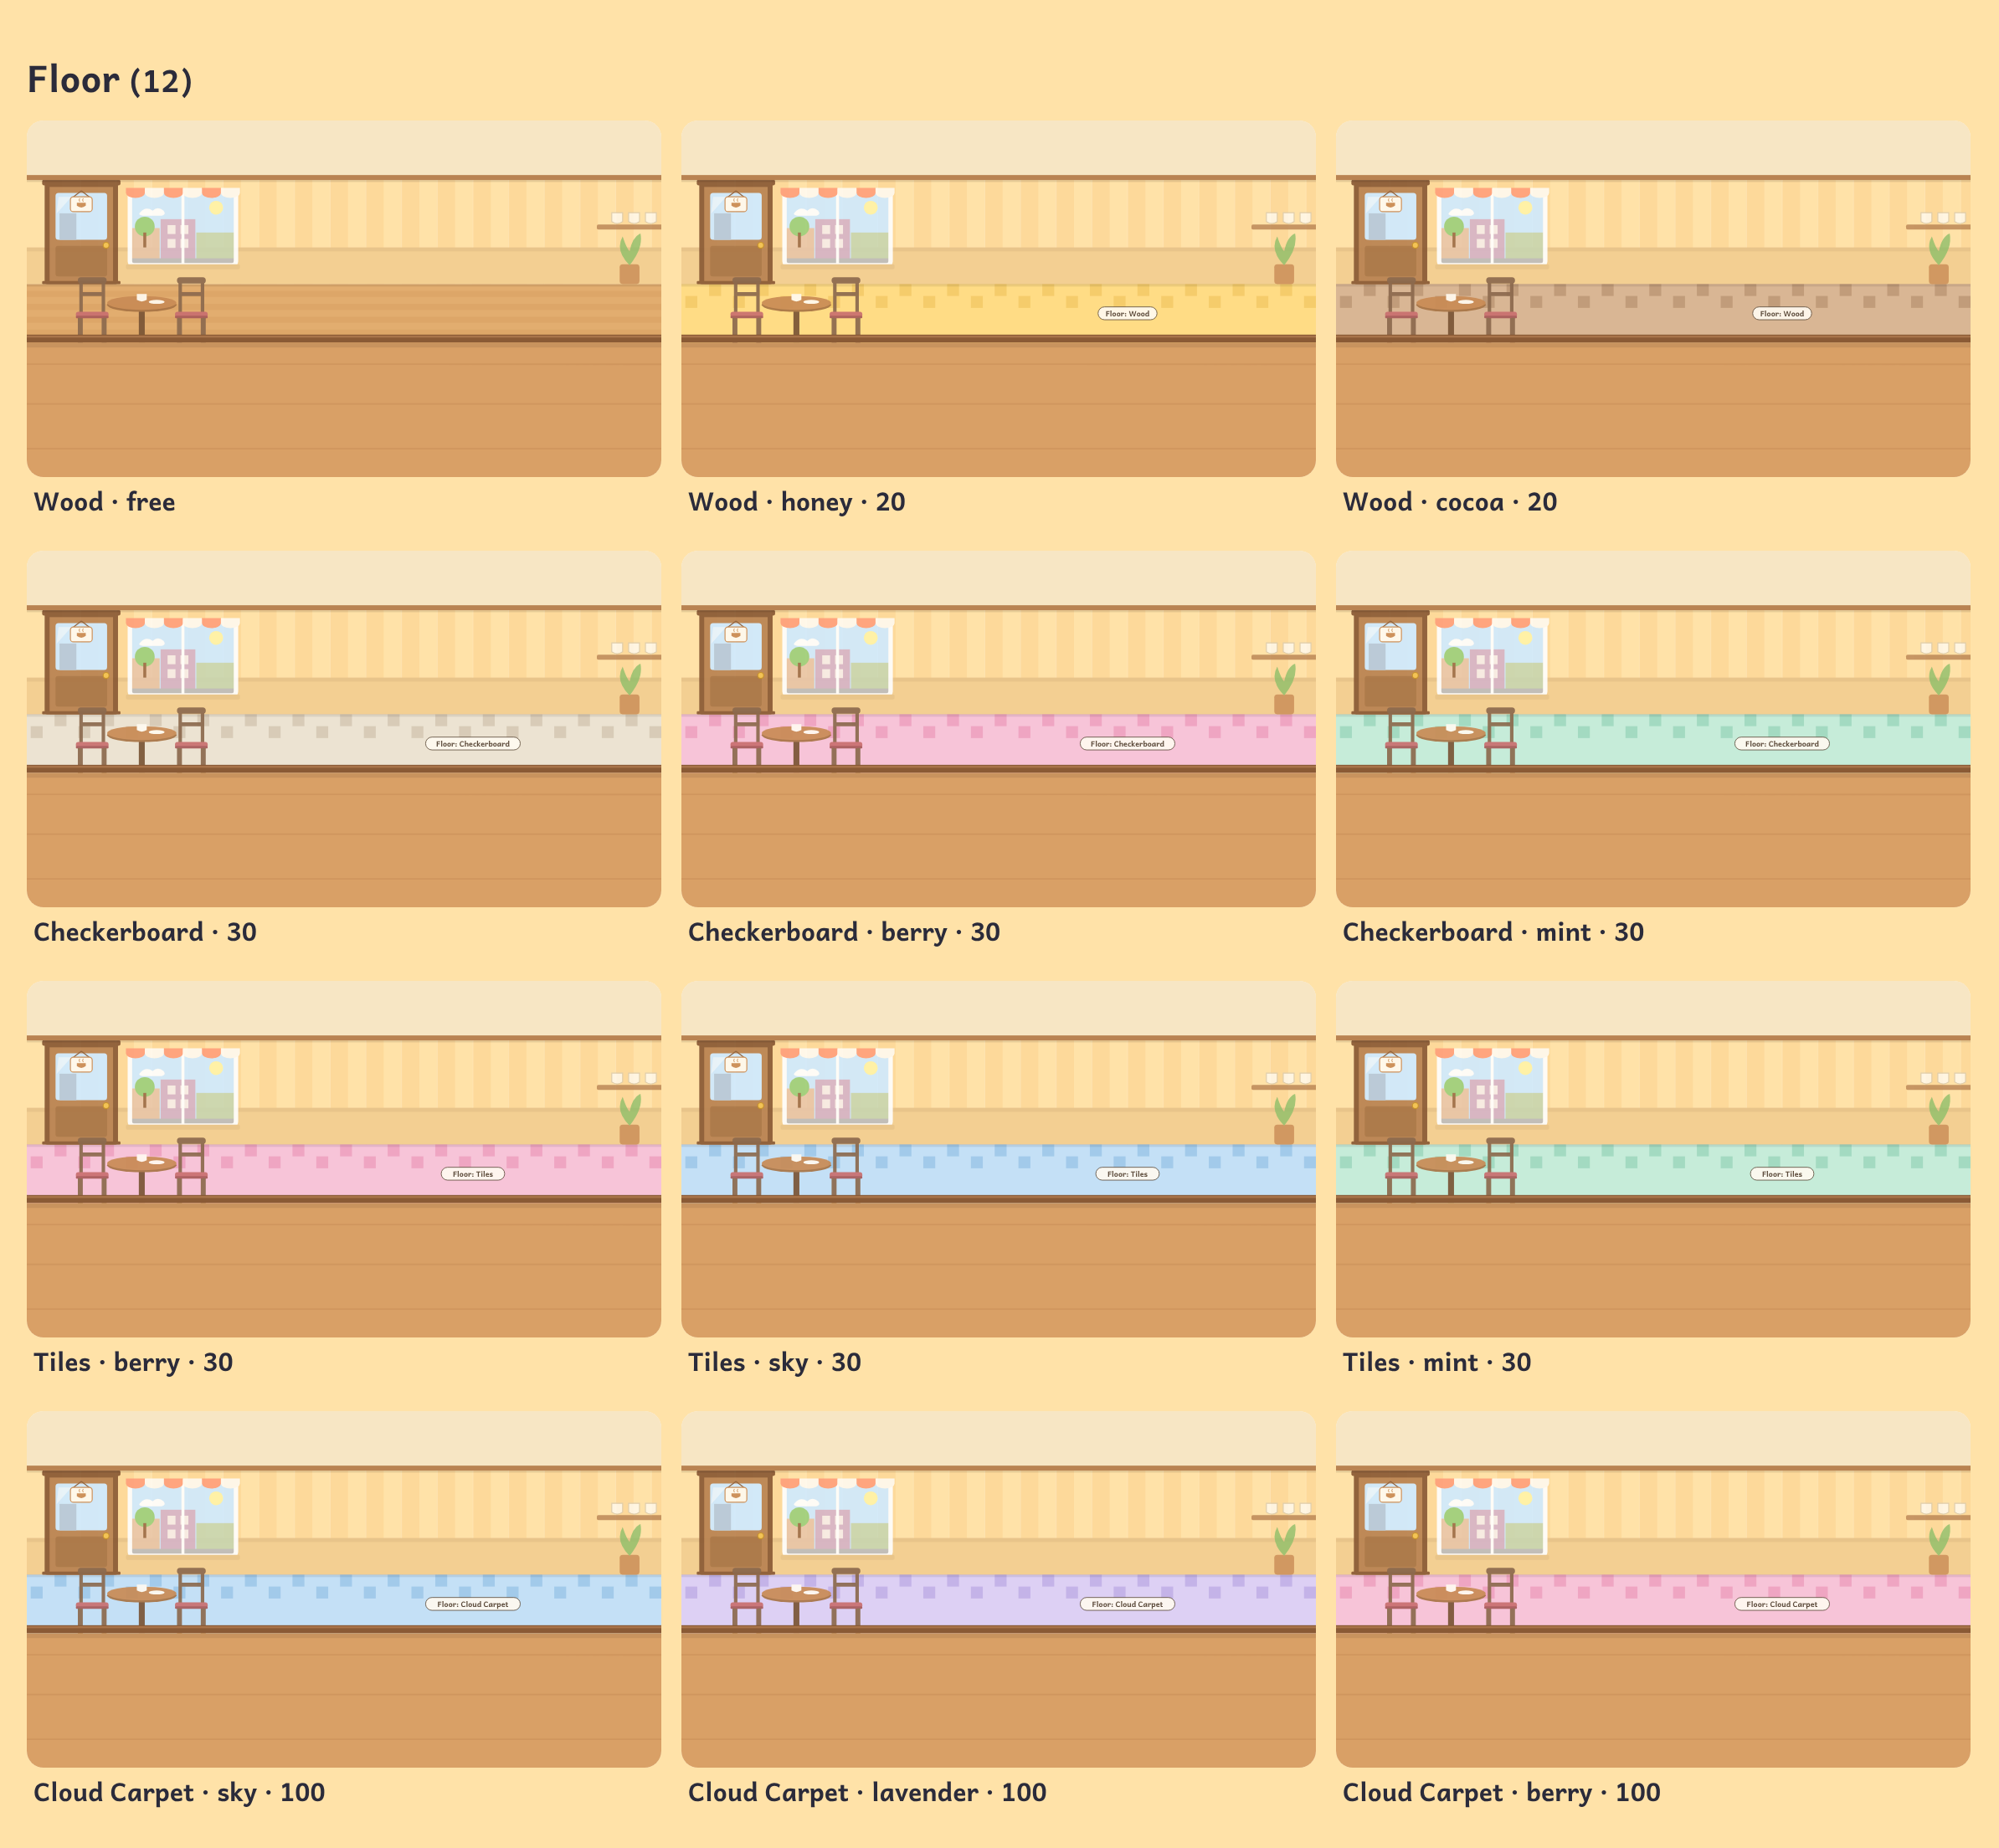 Floor (12)
Wood · free
Floor: Wood
Wood · honey · 20
Floor: Wood
Wood · cocoa · 20
Floor: Checkerboard
Checkerboard · 30
Floor: Checkerboard
Checkerboard · berry · 30
Floor: Checkerboard
Checkerboard · mint · 30
Floor: Tiles
Tiles · berry · 30
Floor: Tiles
Tiles · sky · 30
Floor: Tiles
Tiles · mint · 30
Floor: Cloud Carpet
Cloud Carpet · sky · 100
Floor: Cloud Carpet
Cloud Carpet · lavender · 100
Floor: Cloud Carpet
Cloud Carpet · berry · 100